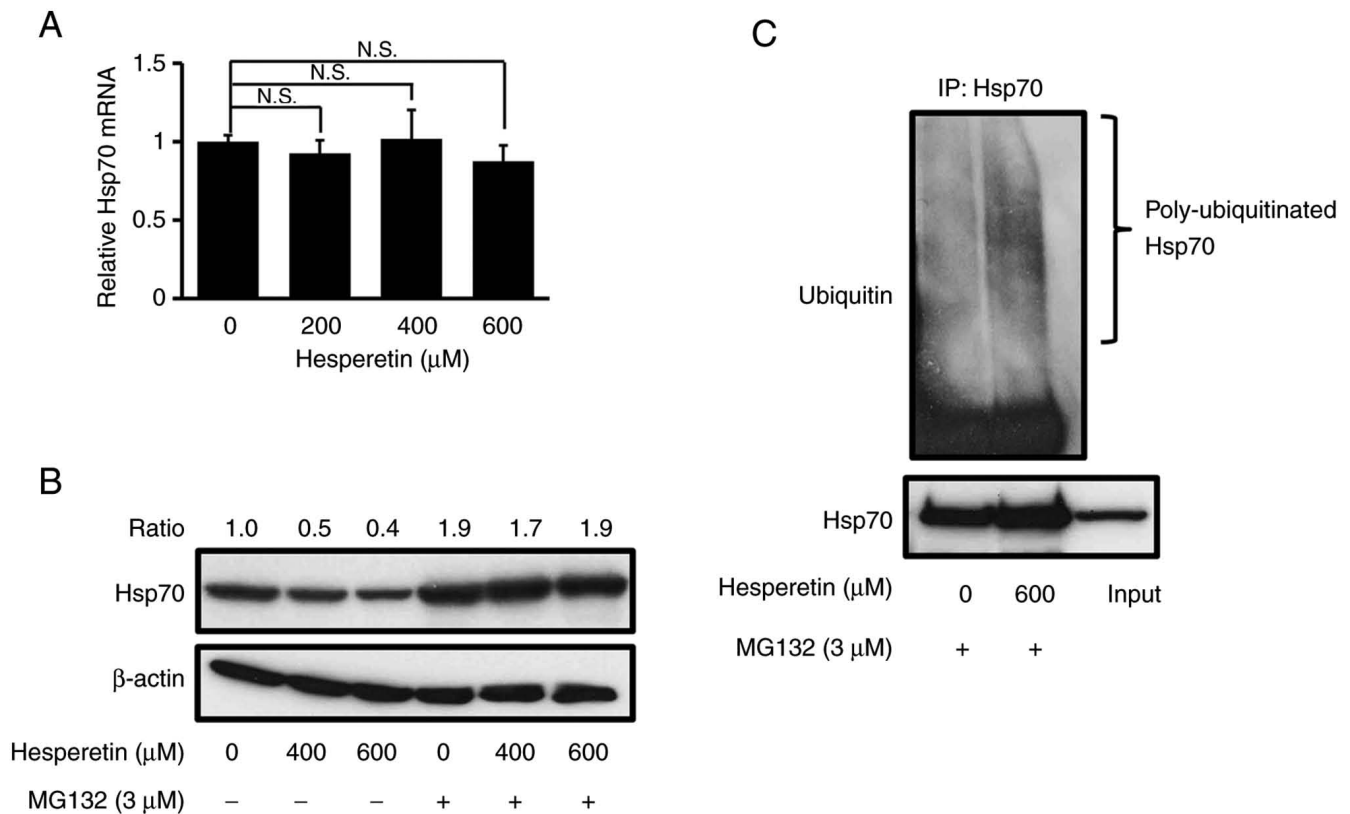 A
Relative Hsp70 mRNA
1.5
1
0.5
0
N.S.
N.S.
N.S.
0 200 400 600
Hesperetin (μM)
B
Ratio 1.0 0.5 0.4 1.9 1.7 1.9
Hsp70
β-actin
Hesperetin (μM) 0 400 600 0 400 600
MG132 (3 μM) – – – + + +
C
IP: Hsp70
Ubiquitin
Poly-ubiquitinated
Hsp70
Hsp70
Hesperetin (μM) 0 600 Input
MG132 (3 μM) + +